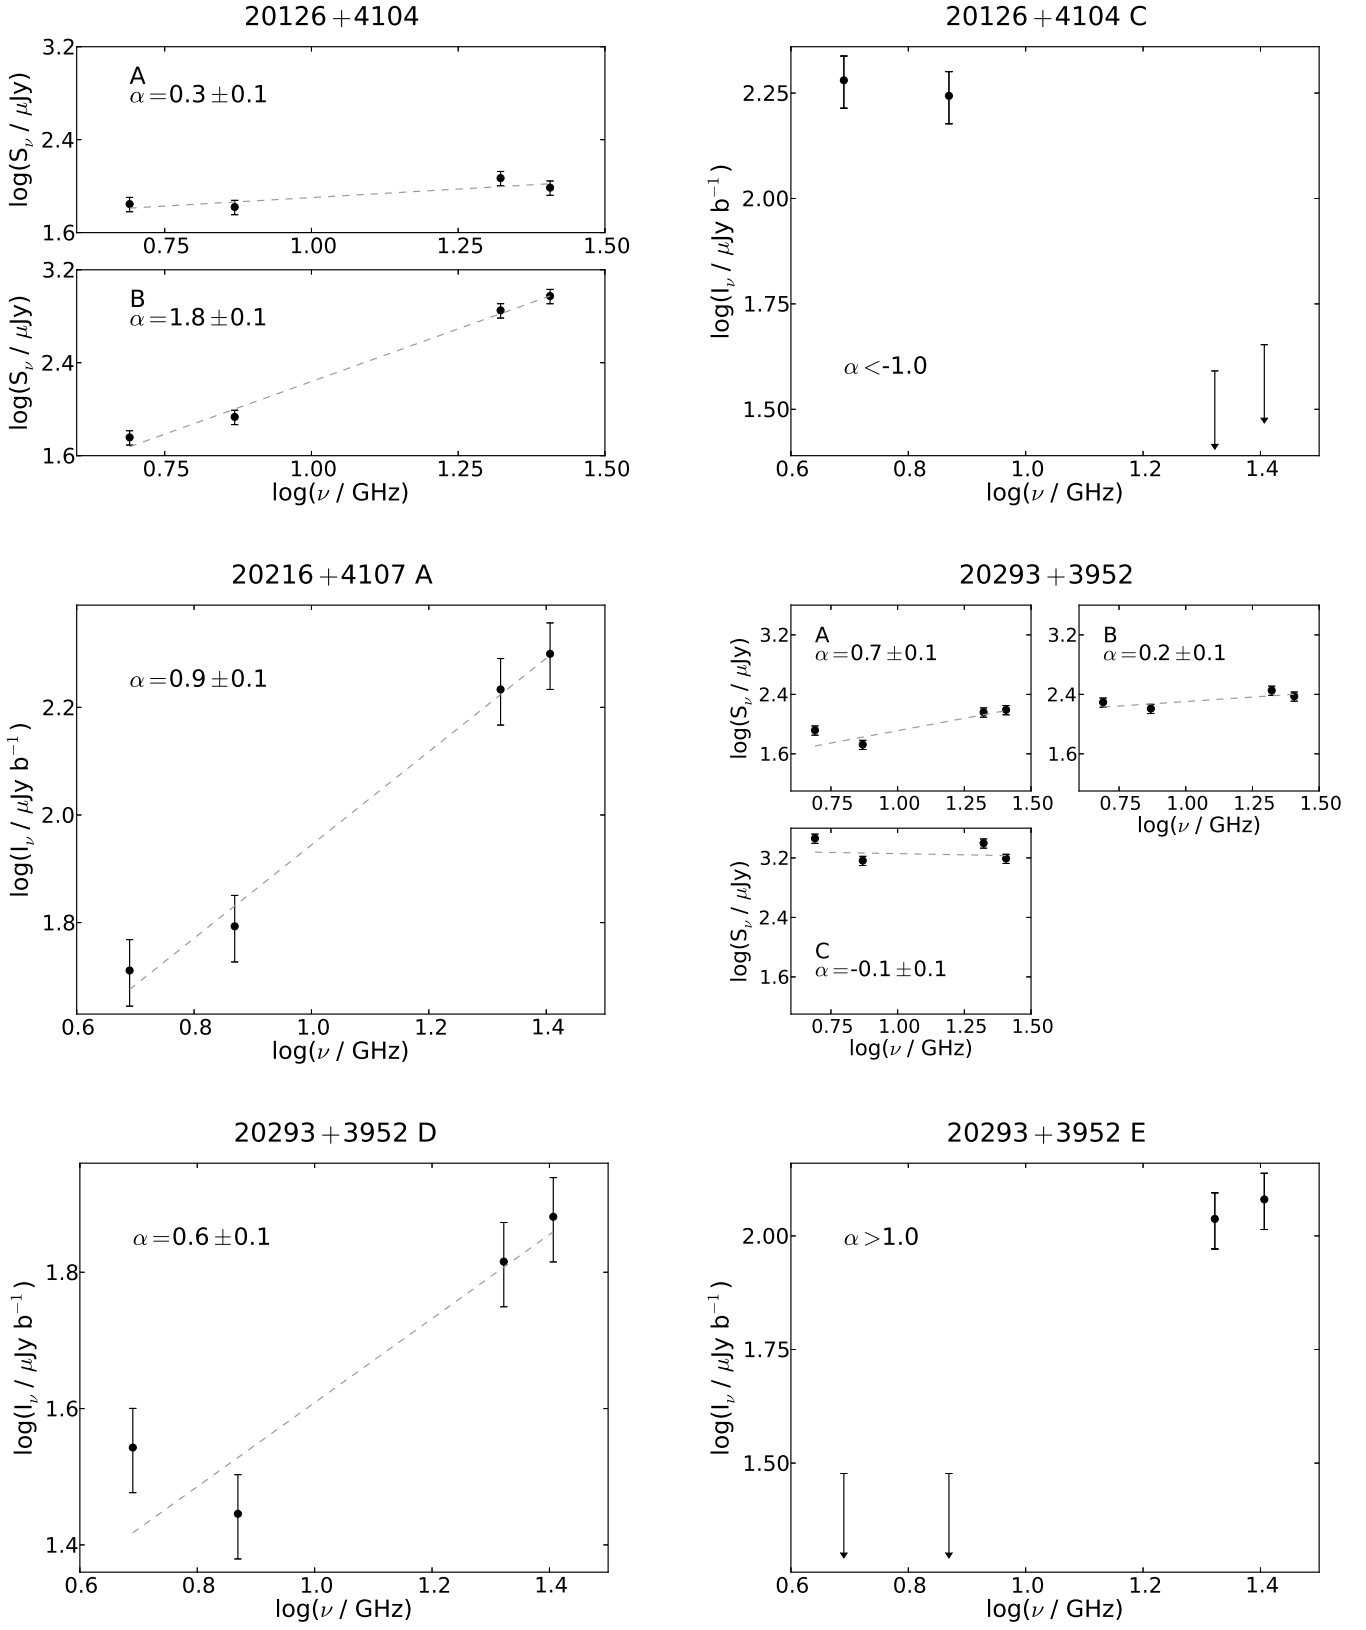 20126+4104
3.2
2.4
1.6
log(Sν / μJy)
A
α=0.3±0.1
0.75 1.00 1.25 1.50
3.2
2.4
1.6
log(Sν / μJy)
B
α=1.8±0.1
0.75 1.00 1.25 1.50
log(ν / GHz)
20126+4104 C
2.25
2.00
1.75
1.50
log(Iν / μJy b⁻¹)
α<-1.0
0.6 0.8 1.0 1.2 1.4
log(ν / GHz)
20216+4107 A
2.2
2.0
1.8
log(Iν / μJy b⁻¹)
α=0.9±0.1
0.6 0.8 1.0 1.2 1.4
log(ν / GHz)
20293+3952
3.2
2.4
1.6
log(Sν / μJy)
A
α=0.7±0.1
0.75 1.00 1.25 1.50
3.2
2.4
1.6
B
α=0.2±0.1
0.75 1.00 1.25 1.50
log(ν / GHz)
3.2
2.4
1.6
log(Sν / μJy)
C
α=-0.1±0.1
0.75 1.00 1.25 1.50
log(ν / GHz)
20293+3952 D
1.8
1.6
1.4
log(Iν / μJy b⁻¹)
α=0.6±0.1
0.6 0.8 1.0 1.2 1.4
log(ν / GHz)
20293+3952 E
2.00
1.75
1.50
log(Iν / μJy b⁻¹)
α>1.0
0.6 0.8 1.0 1.2 1.4
log(ν / GHz)